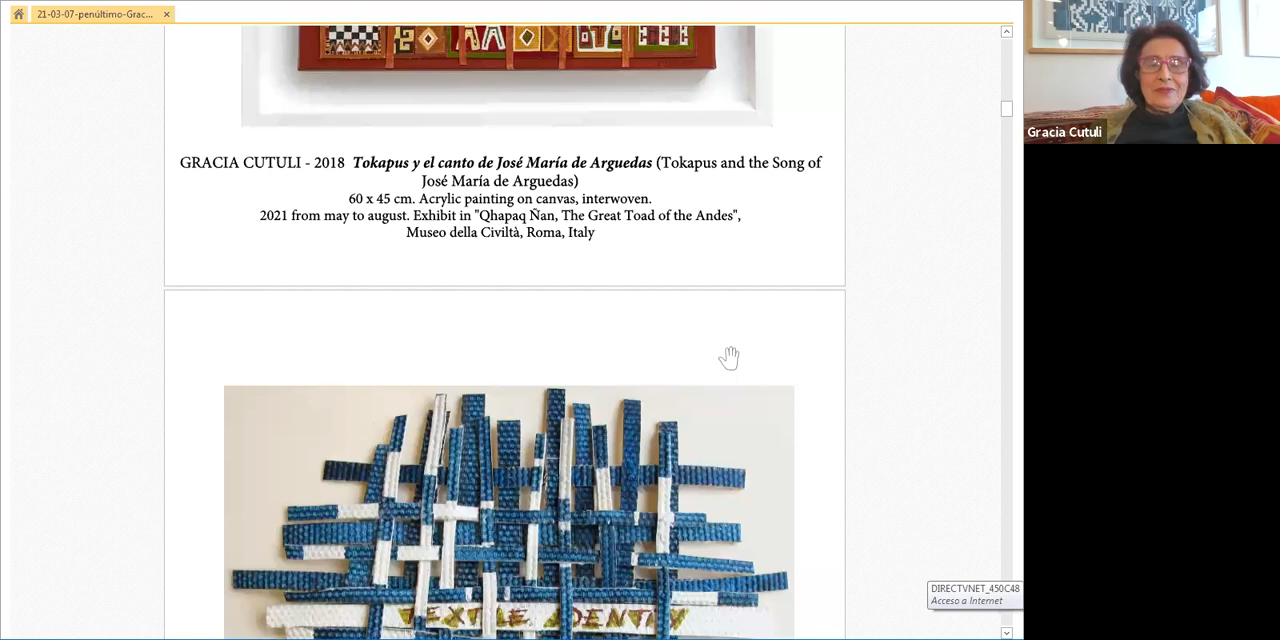 21-03-07-penúltimo-Grac...
GRACIA CUTULI - 2018 Tokapus y el canto de José María de Arguedas (Tokapus and the Song of
José María de Arguedas)
60 x 45 cm. Acrylic painting on canvas, interwoven.
2021 from may to august. Exhibit in "Qhapaq Ñan, The Great Toad of the Andes",
Museo della Civiltà, Roma, Italy
Gracia Cutuli
DIRECTVNET_450C48
Acceso a Internet